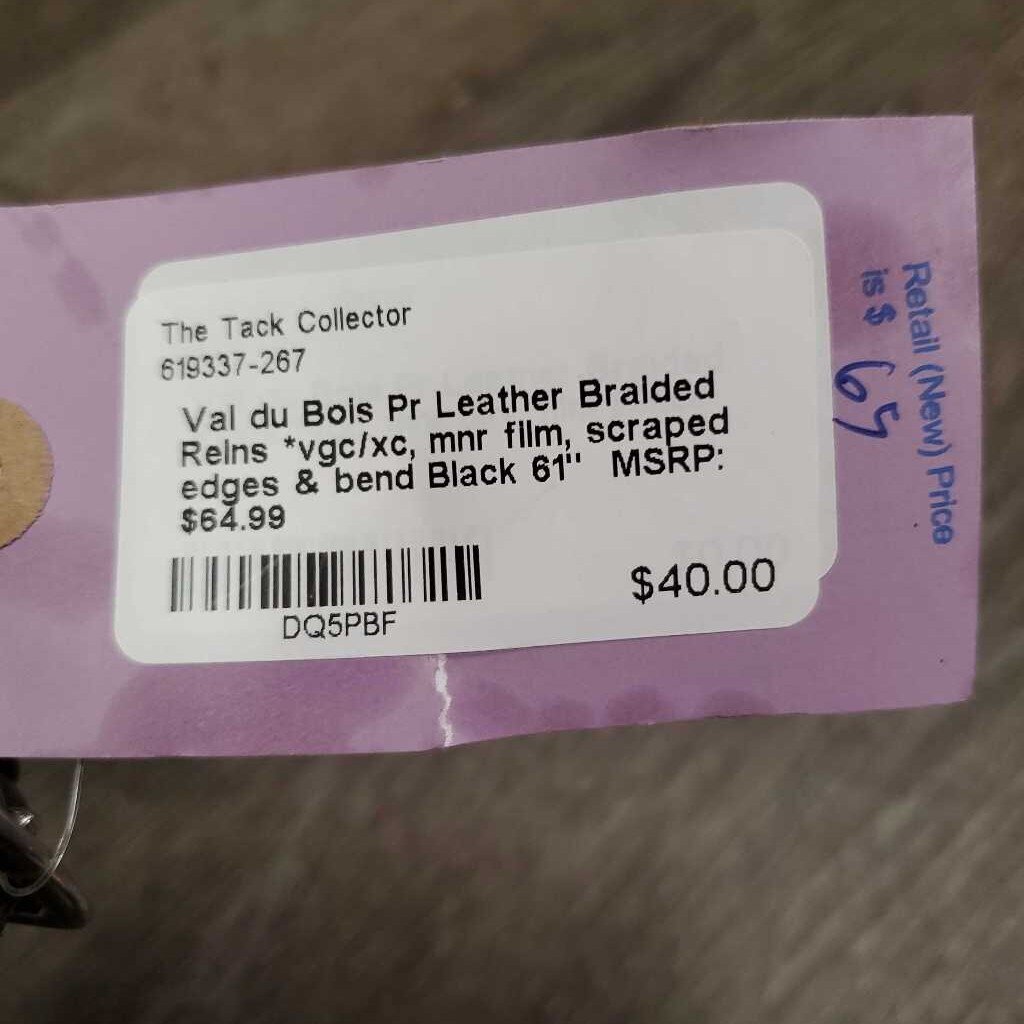 The Tack Collector
619337-267
Val du Bois Pr Leather Braided
Reins *vgc/xc, mnr film, scraped
edges & bend Black 61" MSRP:
$64.99
$40.00
DQ5PBF
Retail (New) Price
is $ 65